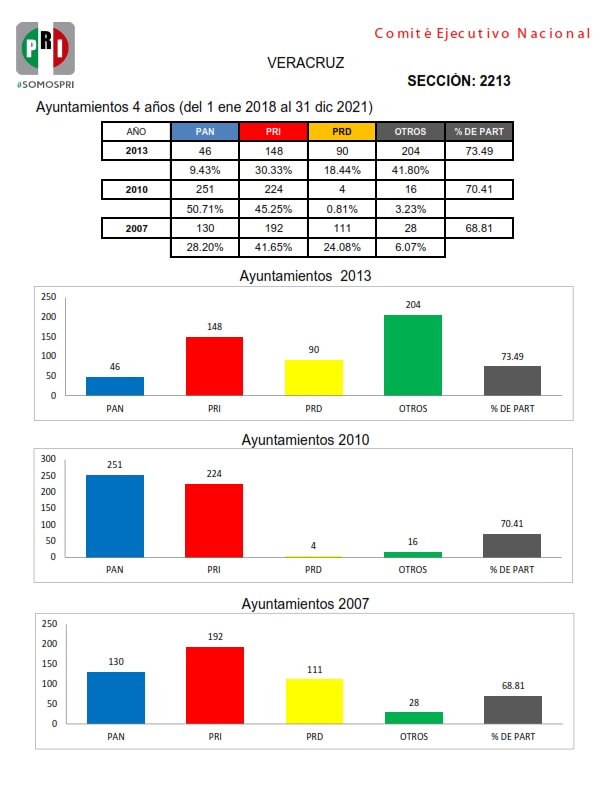 Comité Ejecutivo Nacional
PRI
#SOMOSPRI
VERACRUZ
SECCIÓN: 2213
Ayuntamientos 4 años (del 1 ene 2018 al 31 dic 2021)
AÑO PAN PRI PRD OTROS % DE PART
2013 46 148 90 204 73.49
9.43% 30.33% 18.44% 41.80%
2010 251 224 4 16 70.41
50.71% 45.25% 0.81% 3.23%
2007 130 192 111 28 68.81
28.20% 41.65% 24.08% 6.07%
Ayuntamientos 2013
250
200
150
100
50
0
46 148 90 204 73.49
PAN PRI PRD OTROS % DE PART
Ayuntamientos 2010
300
250
200
150
100
50
0
251 224 4 16 70.41
PAN PRI PRD OTROS % DE PART
Ayuntamientos 2007
250
200
150
100
50
0
130 192 111 28 68.81
PAN PRI PRD OTROS % DE PART